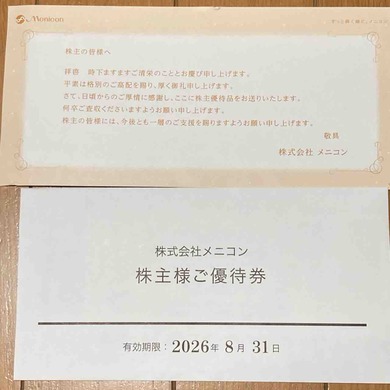 Menicon
株主の皆様へ
拝啓　時下ますますご清栄のこととお慶び申し上げます。
平素は格別のご高配を賜り、厚く御礼申し上げます。
さて、日頃からのご厚情に感謝し、ここに株主優待品をお送りいたします。
何卒ご査収くださいますようお願い申し上げます。
株主の皆様には、今後とも一層のご支援を賜りますようお願い申し上げます。
敬具
株式会社 メニコン
株式会社メニコン
株主様ご優待券
有効期限：2026年 8月 31日